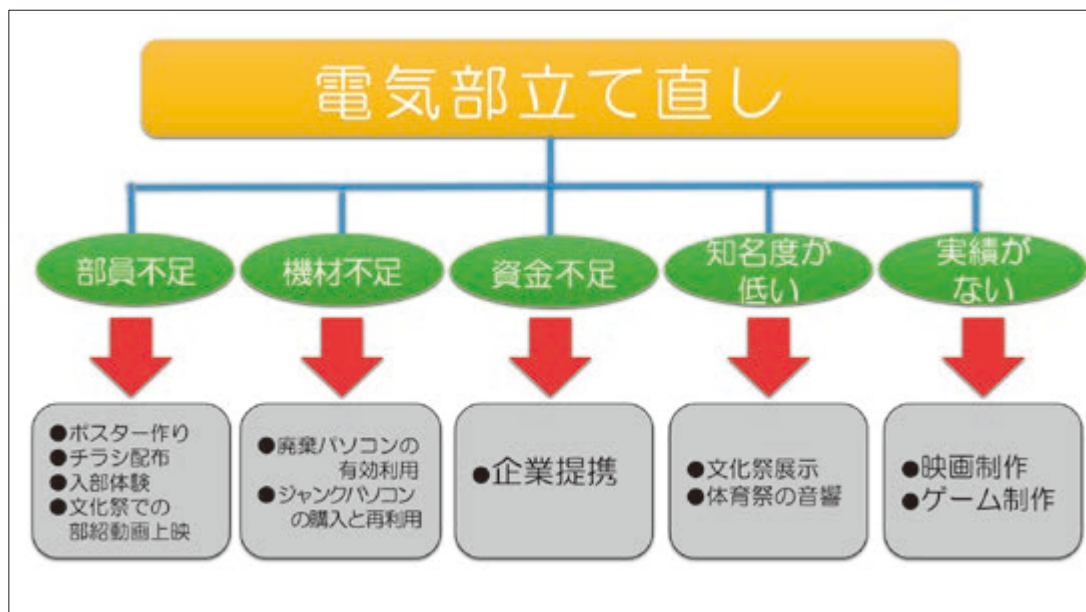 電気部立て直し
部員不足
機材不足
資金不足
知名度が
低い
実績が
ない
●ポスター作り
●チラシ配布
●入部体験
●文化祭での
部紹動画上映
●廃棄パソコンの
有効利用
●ジャンクパソコン
の購入と再利用
●企業提携
●文化祭展示
●体育祭の音響
●映画制作
●ゲーム制作